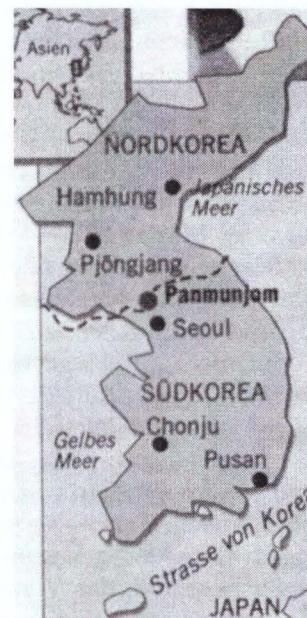 Asien
NORDKOREA
Hamhung
Japanisches
Meer
Pjöngjang
Panmunjom
Seoul
SÜDKOREA
Gelbes
Meer
Chonju
Pusan
Strasse von Korea
JAPAN